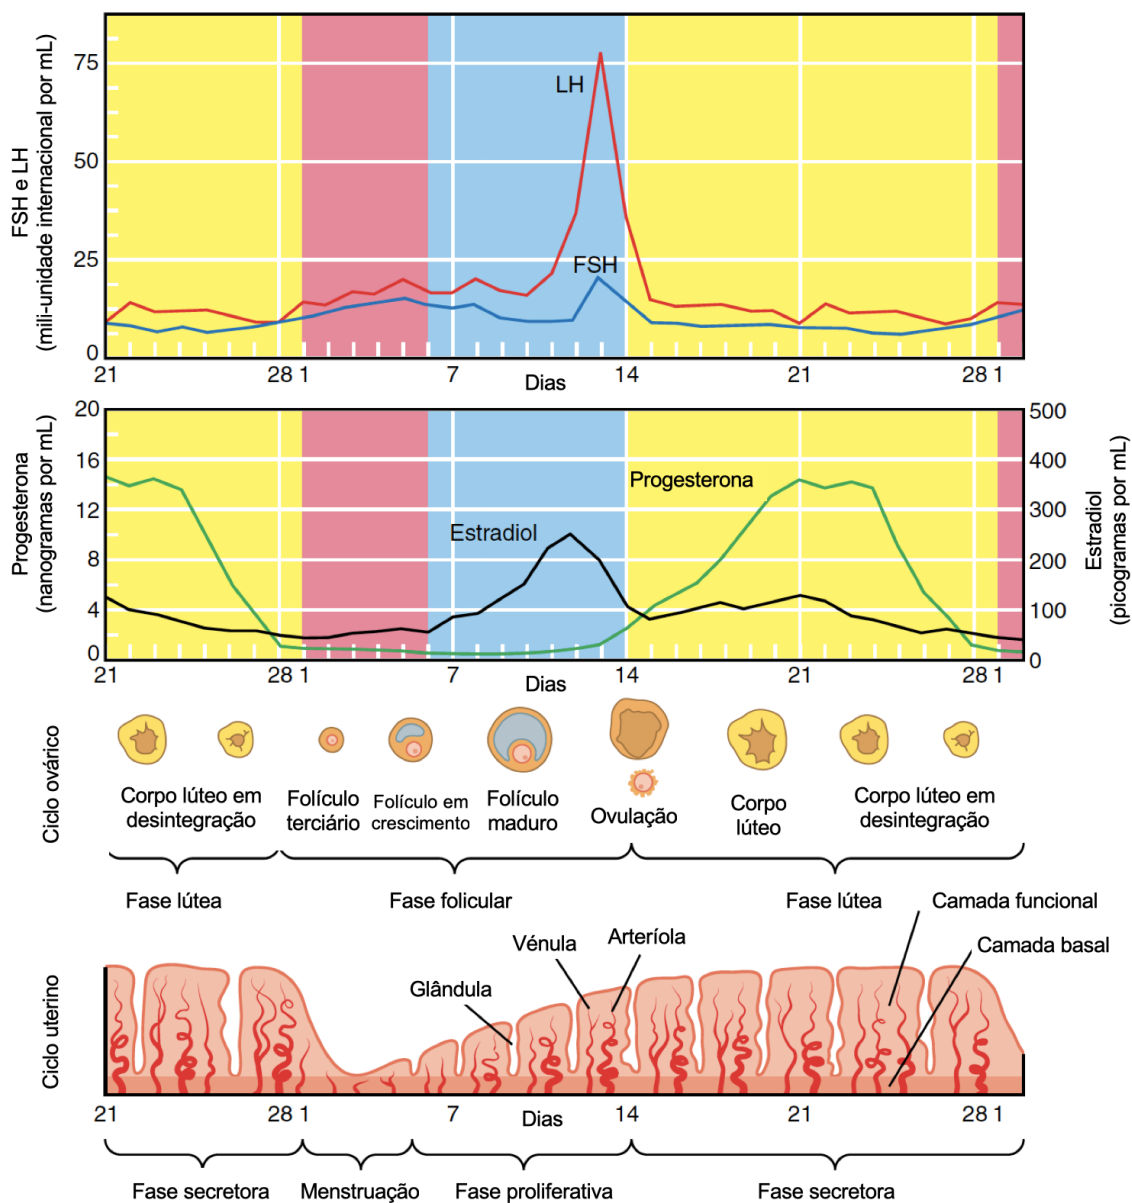 FSH e LH
(mili-unidade internacional por mL)
75
50
25
0
LH
FSH
21
28 1
7
Dias
14
21
28 1
Progesterona
(nanogramas por mL)
20
16
12
8
4
0
Estradiol
Progesterona
500
400
300
200
100
0
Estradiol
(picogramas por mL)
21
28 1
7
Dias
14
21
28 1
Ciclo ovárico
Corpo lúteo em
desintegração
Folículo
terciário
Folículo em
crescimento
Folículo
maduro
Ovulação
Corpo
lúteo
Corpo lúteo em
desintegração
Fase lútea
Fase folicular
Fase lútea
Camada funcional
Camada basal
Vénula
Arteríola
Glândula
Ciclo uterino
21
28 1
7
Dias
14
21
28 1
Fase secretora
Menstruação
Fase proliferativa
Fase secretora